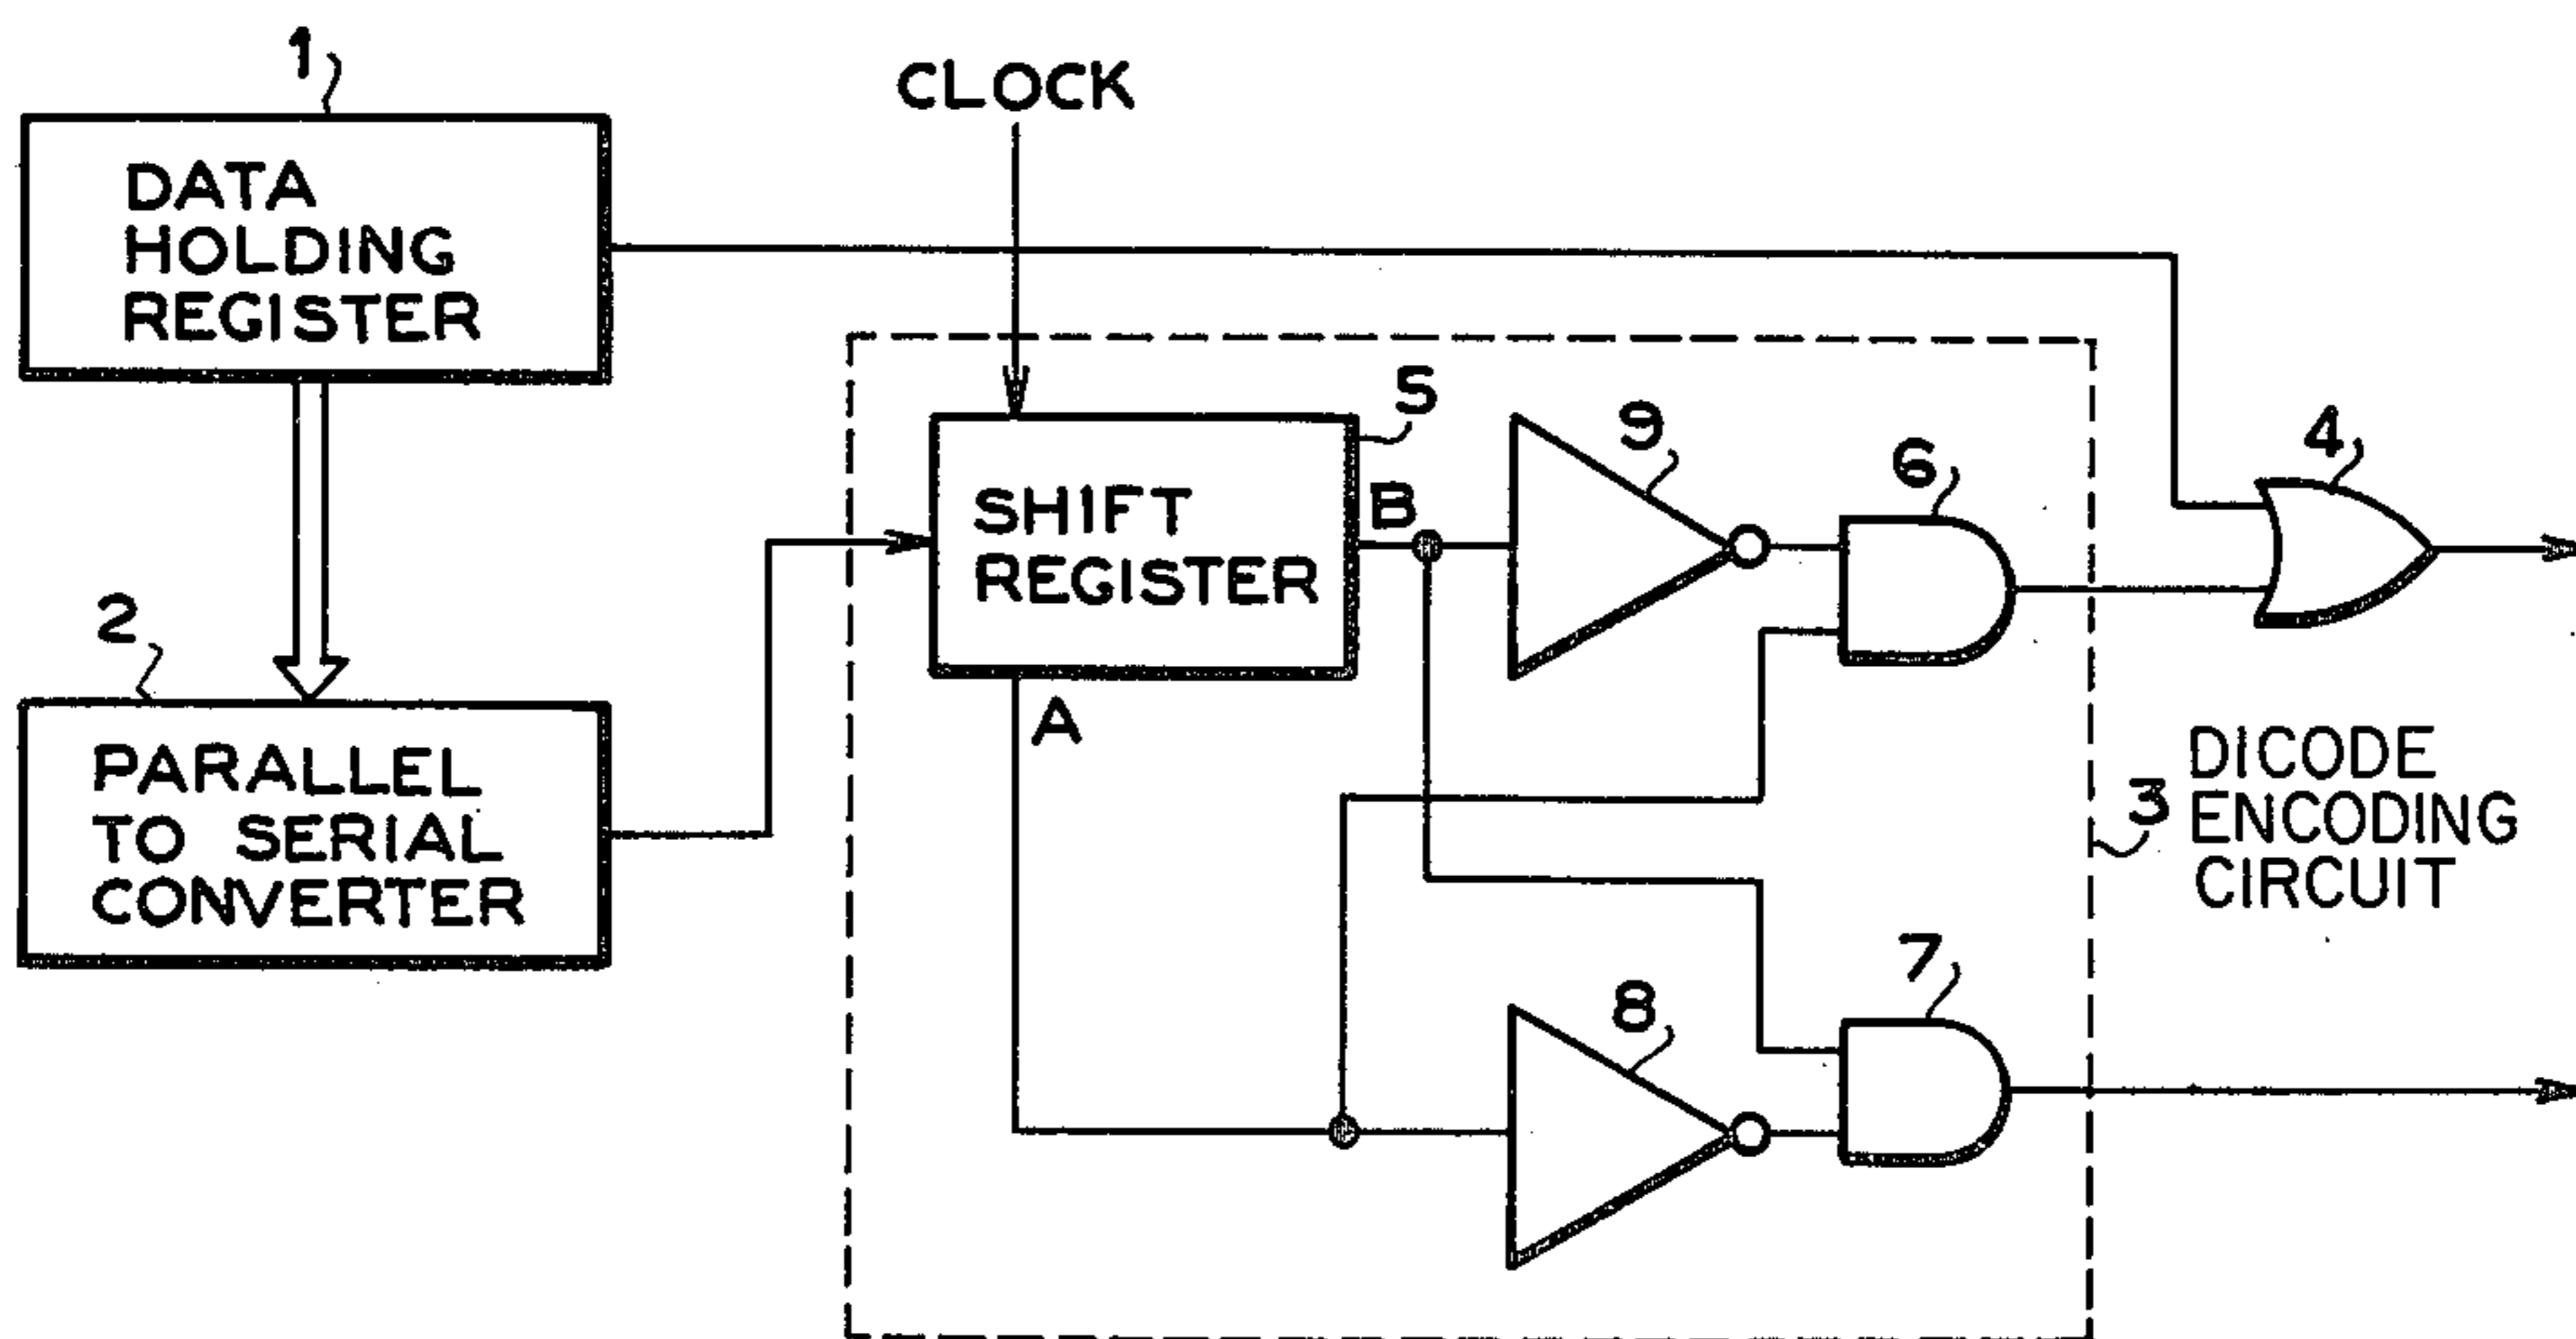 1
CLOCK
DATA
HOLDING
REGISTER
5
9
6
4
SHIFT
REGISTER
B
2
A
PARALLEL
TO SERIAL
CONVERTER
3
DICODE
ENCODING
CIRCUIT
8
7